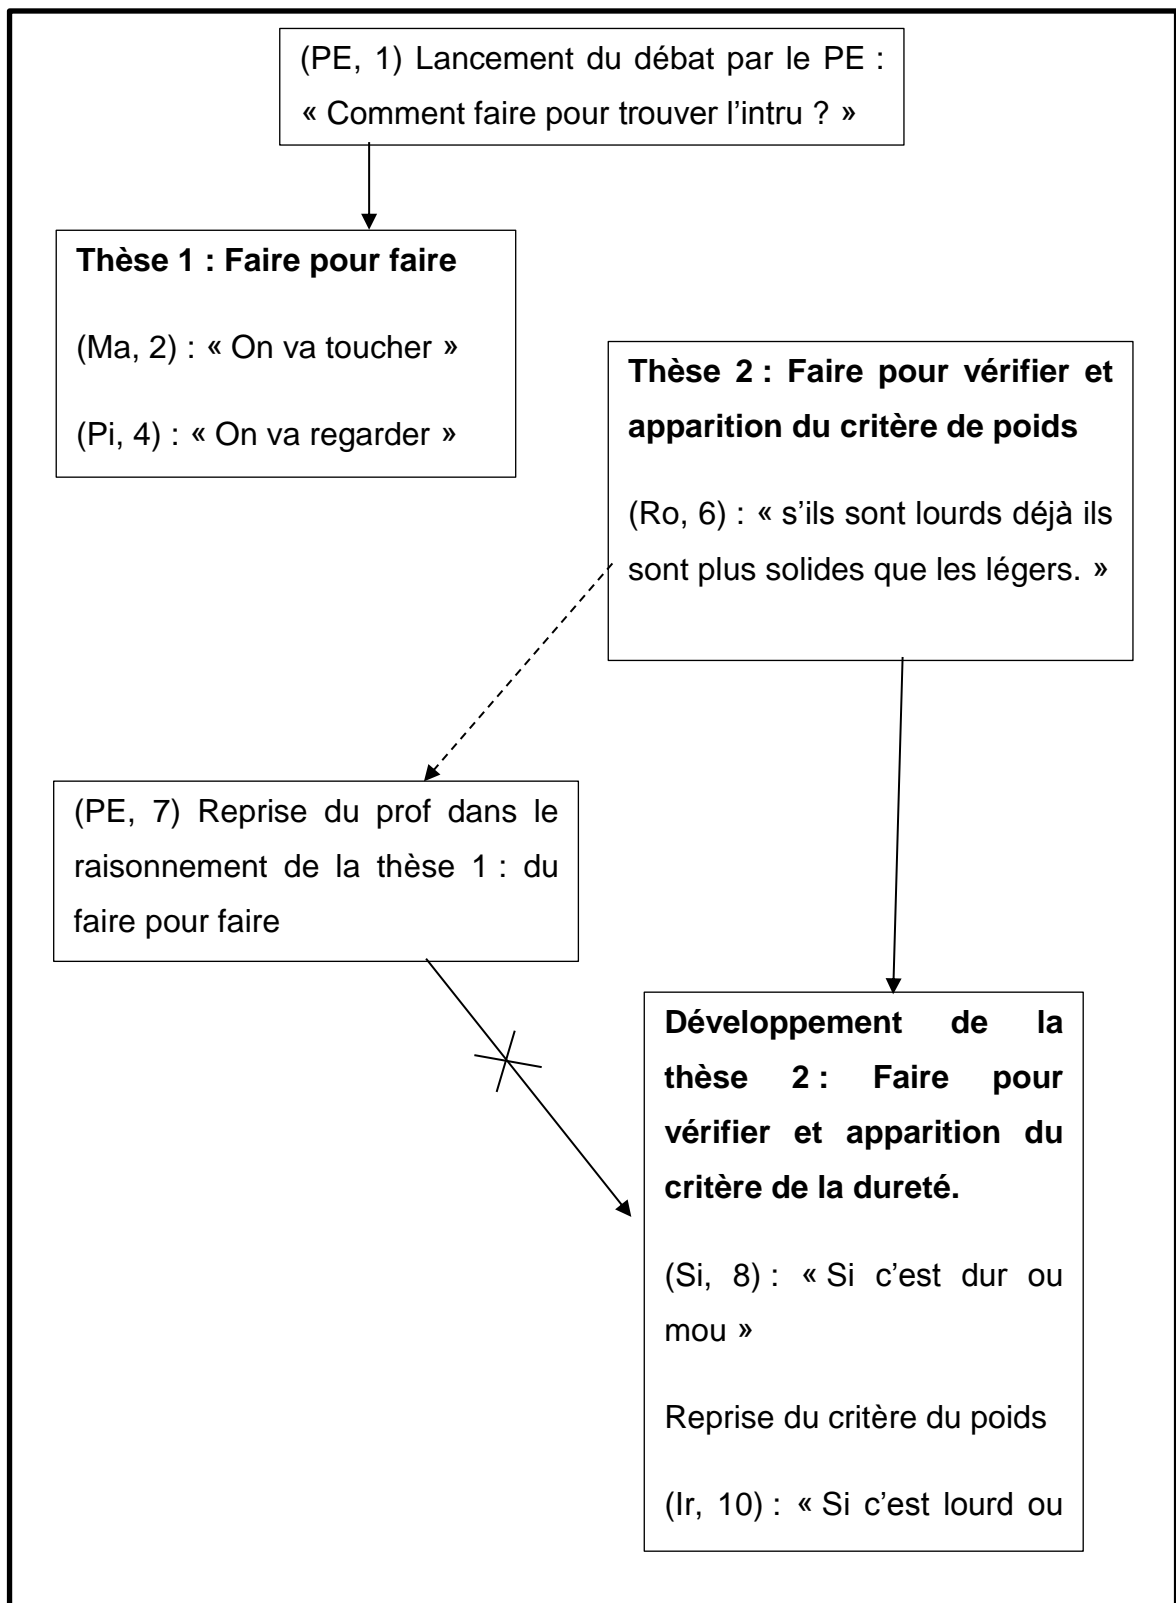 (PE, 1) Lancement du débat par le PE :
« Comment faire pour trouver l’intru ? »
Thèse 1 : Faire pour faire
(Ma, 2) : « On va toucher »
(Pi, 4) : « On va regarder »
Thèse 2 : Faire pour vérifier et
apparition du critère de poids
(Ro, 6) : « s’ils sont lourds déjà ils
sont plus solides que les légers. »
(PE, 7) Reprise du prof dans le
raisonnement de la thèse 1 : du
faire pour faire
Développement de la
thèse 2 : Faire pour
vérifier et apparition du
critère de la dureté.
(Si, 8) : « Si c’est dur ou
mou »
Reprise du critère du poids
(Ir, 10) : « Si c’est lourd ou